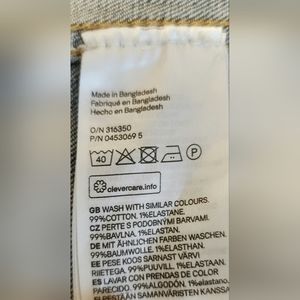 Made in Bangladesh
Fabriqué en Bangladesh
Hecho en Bangladesh
O/N 316350
P/N 0453069 5
40 P
clevercare.info
GB WASH WITH SIMILAR COLOURS.
99%COTTON. 1%ELASTANE.
CZ PERTE S PODOBNÝMI BARVAMI.
99%BAVLNA. 1%ELASTAN.
DE MIT ÄHNLICHEN FARBEN WASCHEN.
99%BAUMWOLLE. 1%ELASTHAN.
EE PESE KOOS SARNAST VÄRVI
RIIETEGA. 99%PUUVILL. 1%ELASTAAN.
ES LAVAR CON PRENDAS DE COLOR
PARECIDO. 99%ALGODÓN. 1%ELASTANO.